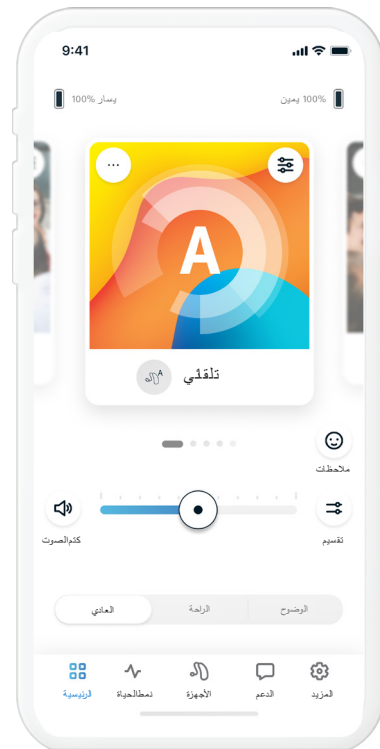 9:41
100% يمين
يسار 100%
A
تلقئي
A
ملاحظات
تقسيم
كتم‌الصوت
الوضوح
الراحة
العادي
المزيد
الدعم
الأجهزة
نمط‌الحياة
الرئيسية